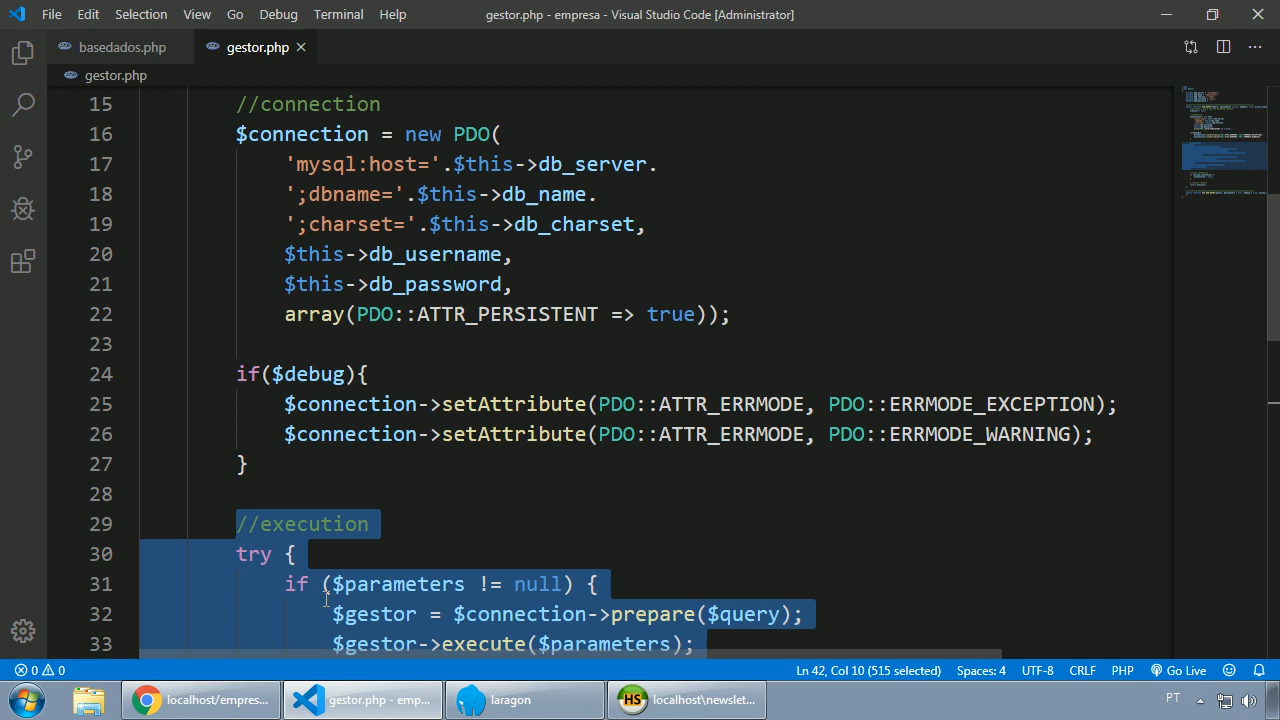 File Edit Selection View Go Debug Terminal Help gestor.php - empresa - Visual Studio Code [Administrator]
basedados.php gestor.php
gestor.php
15 //connection
16 $connection = new PDO(
17 'mysql:host='.$this->db_server.
18 ';dbname='.$this->db_name.
19 ';charset='.$this->db_charset,
20 $this->db_username,
21 $this->db_password,
22 array(PDO::ATTR_PERSISTENT => true));
23
24 if($debug){
25 $connection->setAttribute(PDO::ATTR_ERRMODE, PDO::ERRMODE_EXCEPTION);
26 $connection->setAttribute(PDO::ATTR_ERRMODE, PDO::ERRMODE_WARNING);
27 }
28
29 //execution
30 try {
31 if ($parameters != null) {
32 $gestor = $connection->prepare($query);
33 $gestor->execute($parameters);
0 0 Ln 42, Col 10 (515 selected) Spaces: 4 UTF-8 CRLF PHP Go Live
localhost/empres... gestor.php - emp... laragon HS localhost\newslet... PT